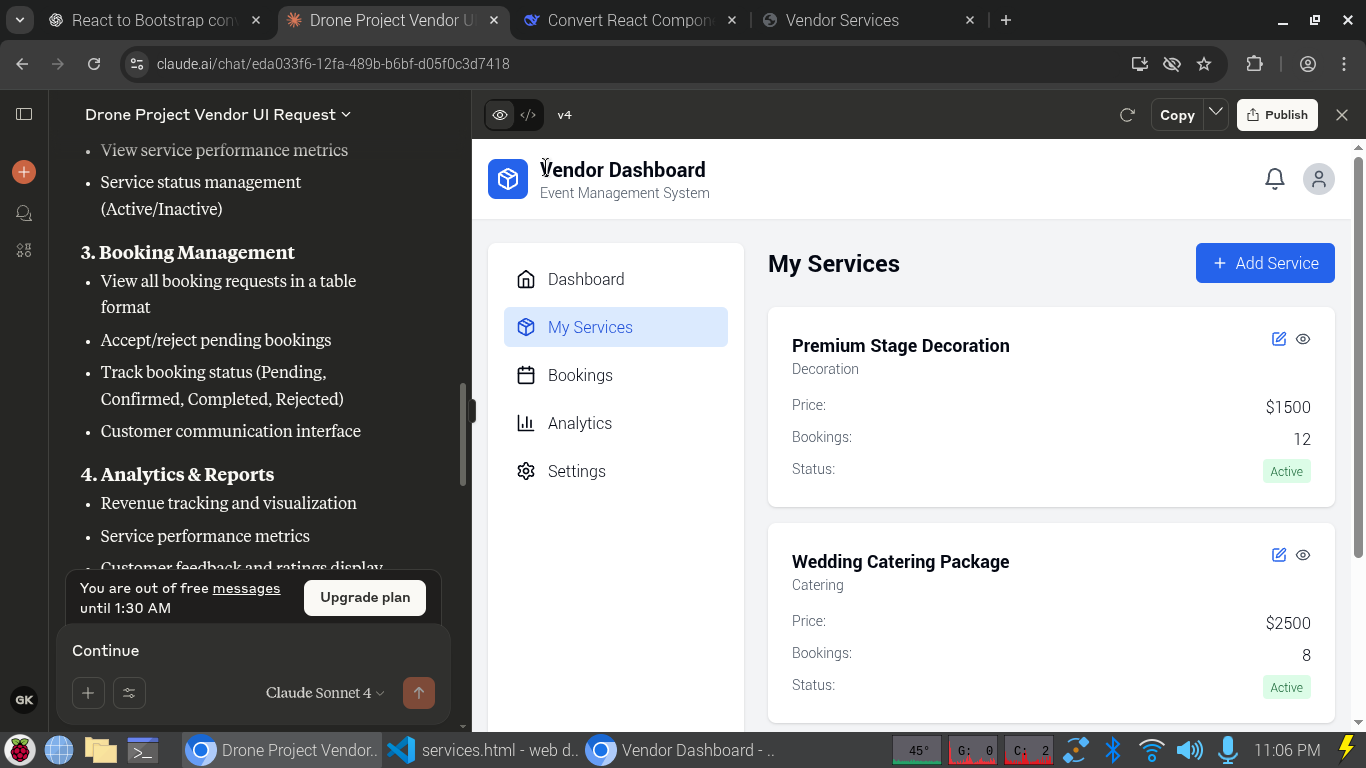 React to Bootstrap con
Drone Project Vendor U
Convert React Compon
Vendor Services
claude.ai/chat/eda033f6-12fa-489b-b6bf-d05f0c3d7418
Drone Project Vendor UI Request
View service performance metrics
Service status management
(Active/Inactive)
3. Booking Management
View all booking requests in a table
format
Accept/reject pending bookings
Track booking status (Pending,
Confirmed, Completed, Rejected)
Customer communication interface
4. Analytics & Reports
Revenue tracking and visualization
Service performance metrics
Customer feedback and ratings display
You are out of free messages
until 1:30 AM
Upgrade plan
Continue
Claude Sonnet 4
GK
v4
Copy
Publish
Vendor Dashboard
Event Management System
Dashboard
My Services
Bookings
Analytics
Settings
My Services
Add Service
Premium Stage Decoration
Decoration
Price:
$1500
Bookings:
12
Status:
Active
Wedding Catering Package
Catering
Price:
$2500
Bookings:
8
Status:
Active
Drone Project Vendor..
services.html - web d..
Vendor Dashboard - ..
45°
G: 0
C: 2
11:06 PM